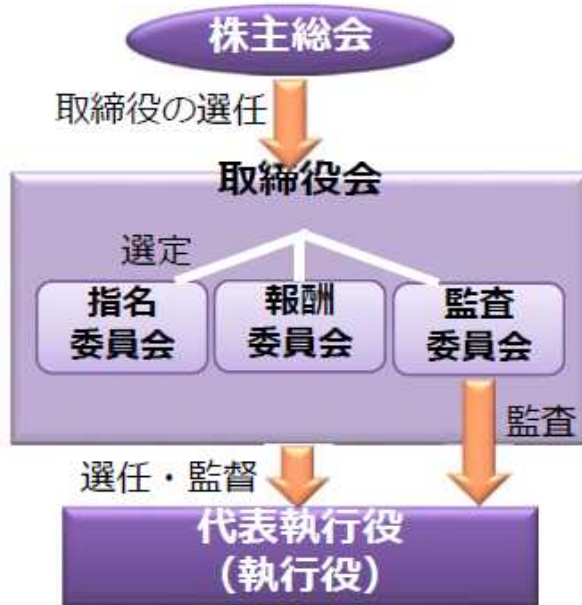 株主総会
取締役の選任
取締役会
選定
指名
委員会
報酬
委員会
監査
委員会
監査
選任・監督
代表執行役
(執行役)